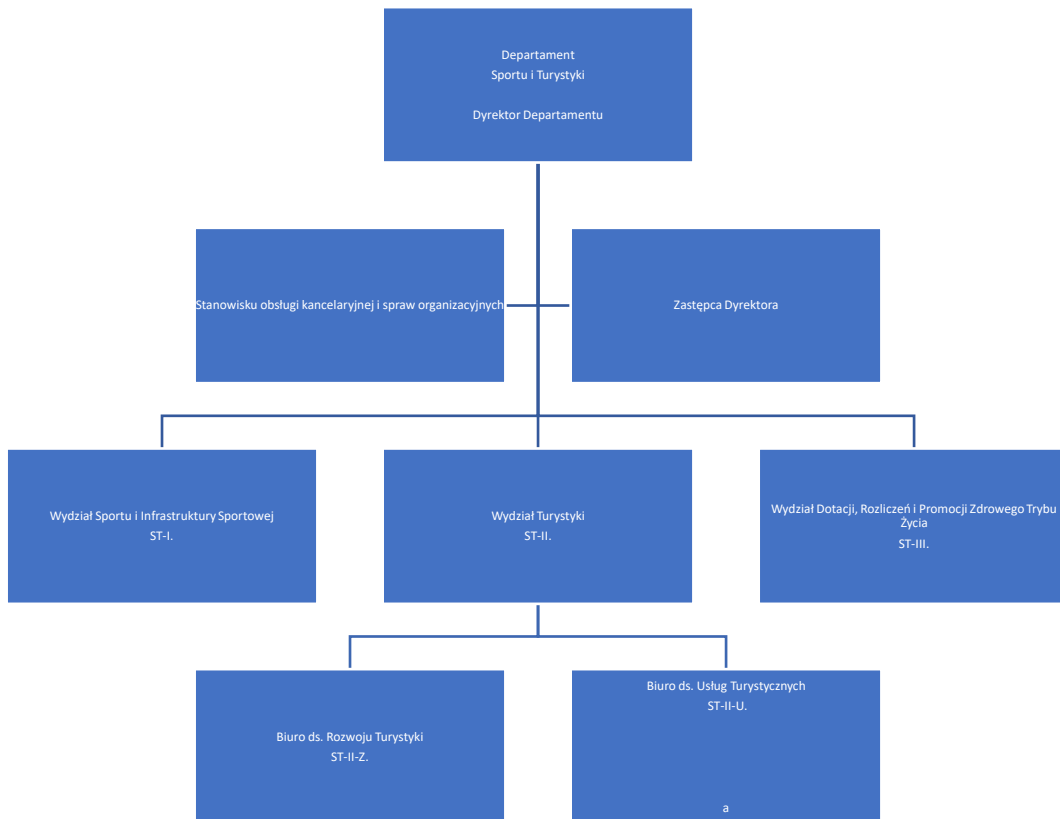 Departament
Sportu i Turystyki
Dyrektor Departamentu
Stanowisku obsługi kancelaryjnej i spraw organizacyjnych
Zastępca Dyrektora
Wydział Sportu i Infrastruktury Sportowej
ST-I.
Wydział Turystyki
ST-II.
Wydział Dotacji, Rozliczeń i Promocji Zdrowego Trybu
Życia
ST-III.
Biuro ds. Rozwoju Turystyki
ST-II-Z.
Biuro ds. Usług Turystycznych
ST-II-U.
a